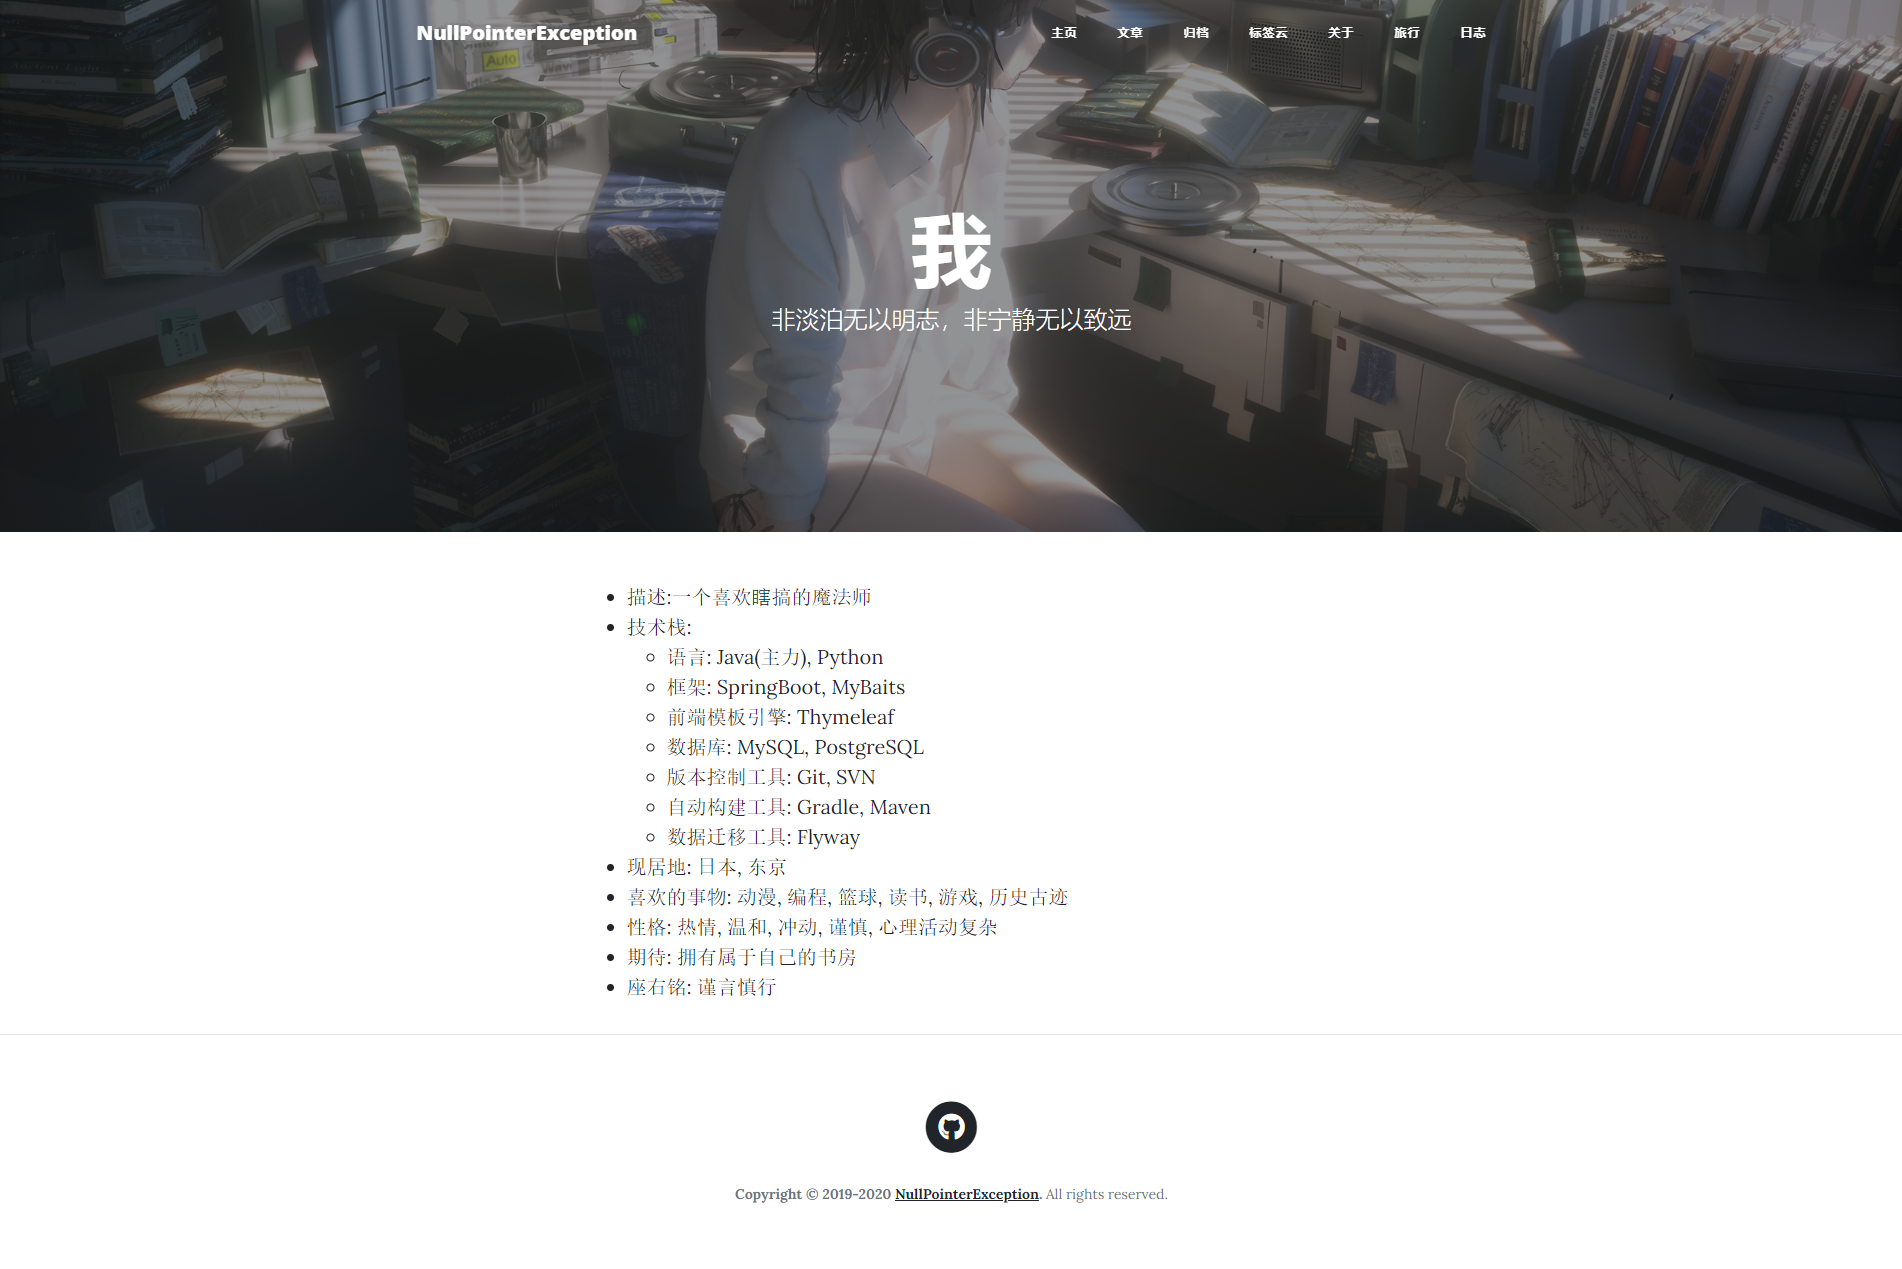 NullPointerException
主页 文章 归档 标签云 关于 旅行 日志
Auto
我
非淡泊无以明志，非宁静无以致远
描述:一个喜欢瞎搞的魔法师
技术栈:
语言: Java(主力), Python
框架: SpringBoot, MyBaits
前端模板引擎: Thymeleaf
数据库: MySQL, PostgreSQL
版本控制工具: Git, SVN
自动构建工具: Gradle, Maven
数据迁移工具: Flyway
现居地: 日本, 东京
喜欢的事物: 动漫, 编程, 篮球, 读书, 游戏, 历史古迹
性格: 热情, 温和, 冲动, 谨慎, 心理活动复杂
期待: 拥有属于自己的书房
座右铭: 谨言慎行
Copyright © 2019-2020 NullPointerException. All rights reserved.